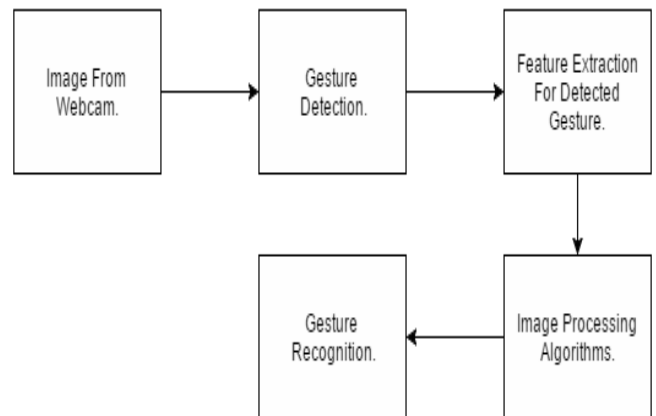 Image From
Webcam.
Gesture
Detection.
Feature Extraction
For Detected
Gesture.
Image Processing
Algorithms.
Gesture
Recognition.